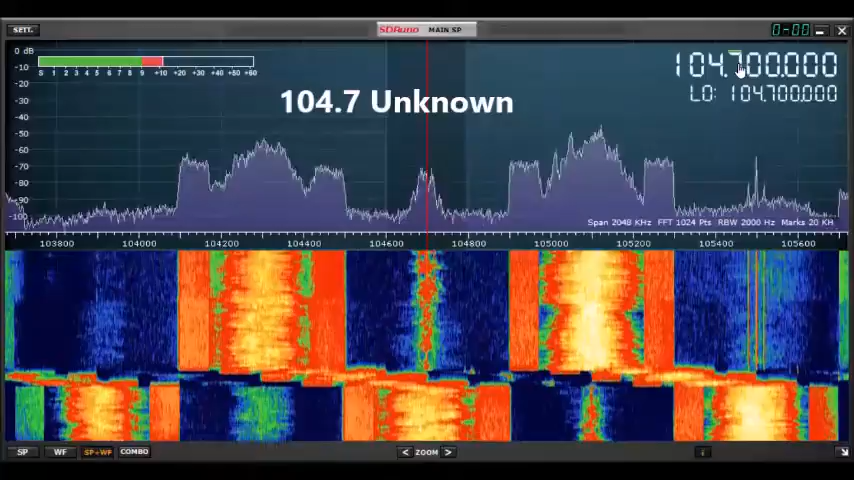 SETT.
SDRuno MAIN SP
0-00
0 dB
-10
-20
-30
-40
-50
-60
-70
-80
-90
-100
S 1 2 3 4 5 6 7 8 9 +10 +20 +30 +40 +50 +60
104.700.000
LO: 104.700.000
104.7 Unknown
Span 2048 KHz FFT 1024 Pts RBW 2000 Hz Marks 20 KH
103800 104000 104200 104400 104600 104800 105000 105200 105400 105600
SP WF SP+WF COMBO < ZOOM > i